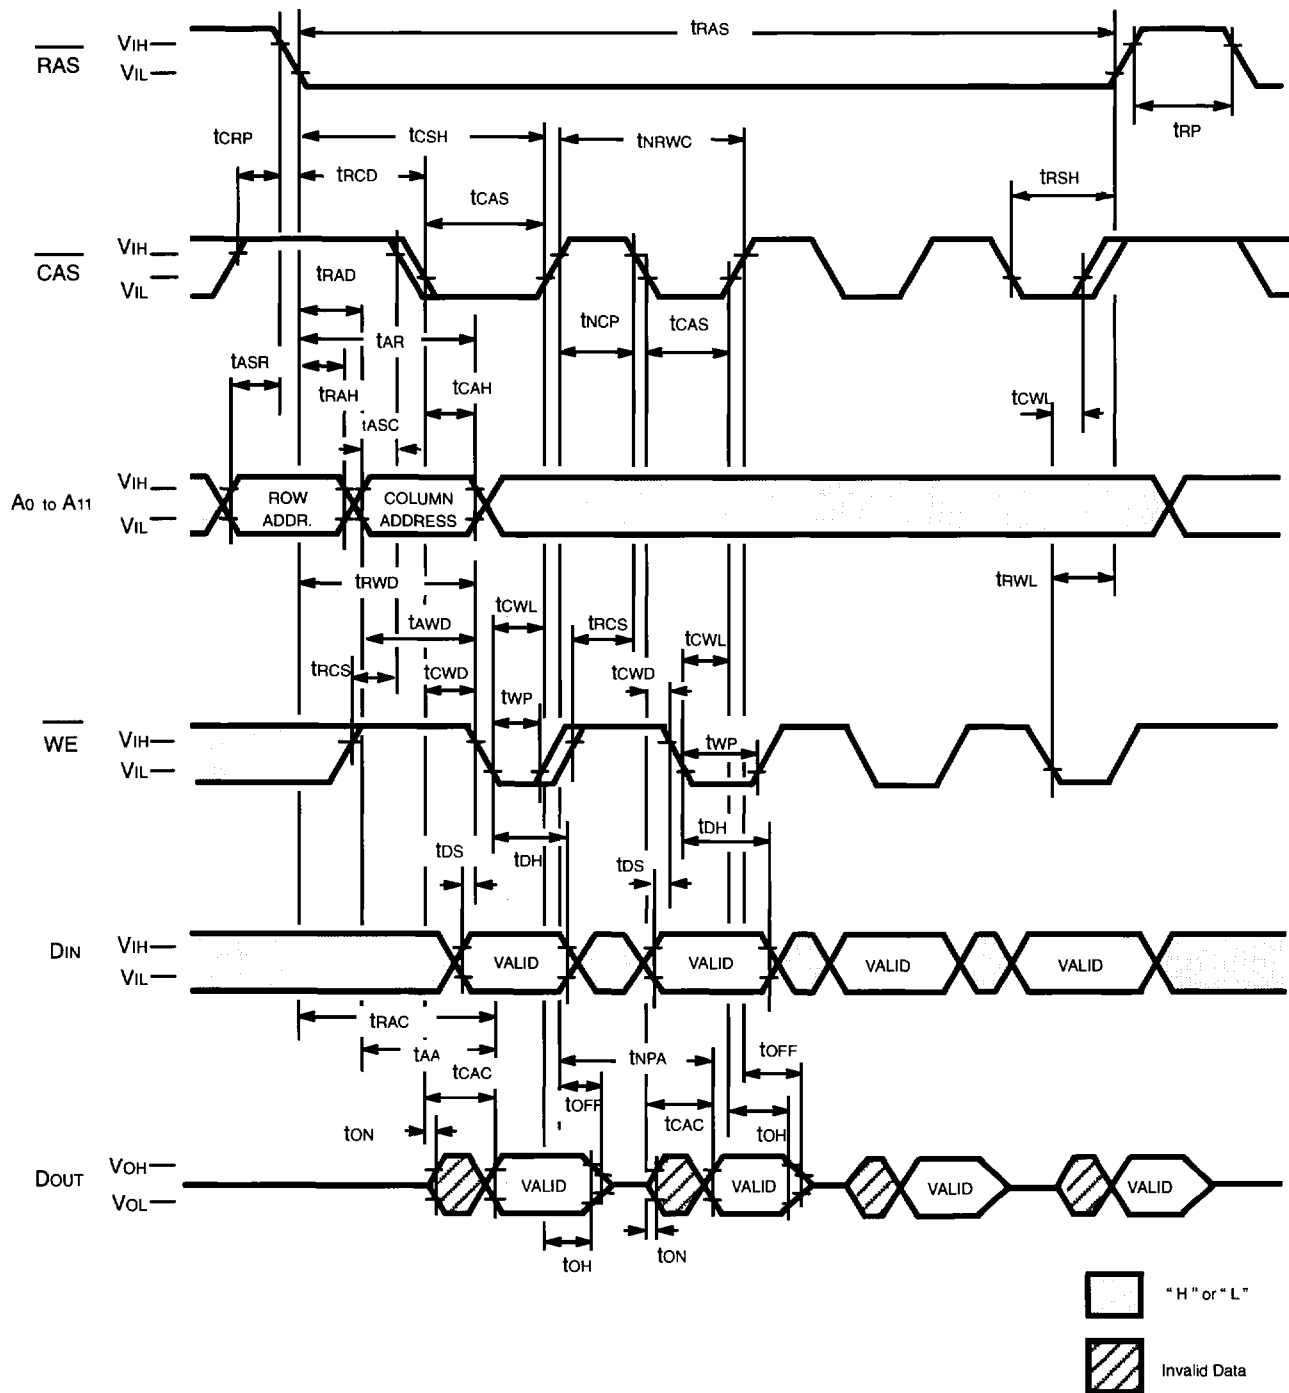 tRAS
VIH
RAS
VIL
tCRP
tCSH
tNRWC
tRP
tRCD
tRSH
tCAS
VIH
CAS
VIL
tRAD
tNCP
tCAS
tAR
tASR
tRAH
tCAH
tCWL
tASC
VIH
A0 to A11
VIL
ROW ADDR.
COLUMN ADDRESS
tRWD
tRWL
tCWL
tAWD
tRCS
tCWL
tRCS
tCWD
tCWD
tWP
WE
VIH
VIL
tWP
tDS
tDH
tDS
tDH
DIN
VIH
VIL
VALID
VALID
VALID
VALID
tRAC
tAA
tNPA
tOFF
tCAC
tOFF
tCAC
tON
tOH
DOUT
VOH
VOL
VALID
VALID
VALID
VALID
tOH
tON
"H" or "L"
Invalid Data